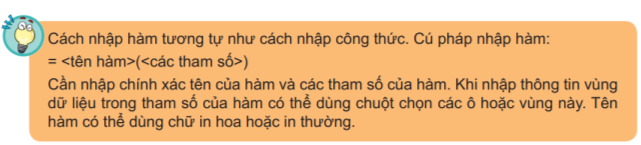 Cách nhập hàm tương tự như cách nhập công thức. Cú pháp nhập hàm:
= <tên hàm>(<các tham số>)
Cần nhập chính xác tên của hàm và các tham số của hàm. Khi nhập thông tin vùng
dữ liệu trong tham số của hàm có thể dùng chuột chọn các ô hoặc vùng này. Tên
hàm có thể dùng chữ in hoa hoặc in thường.